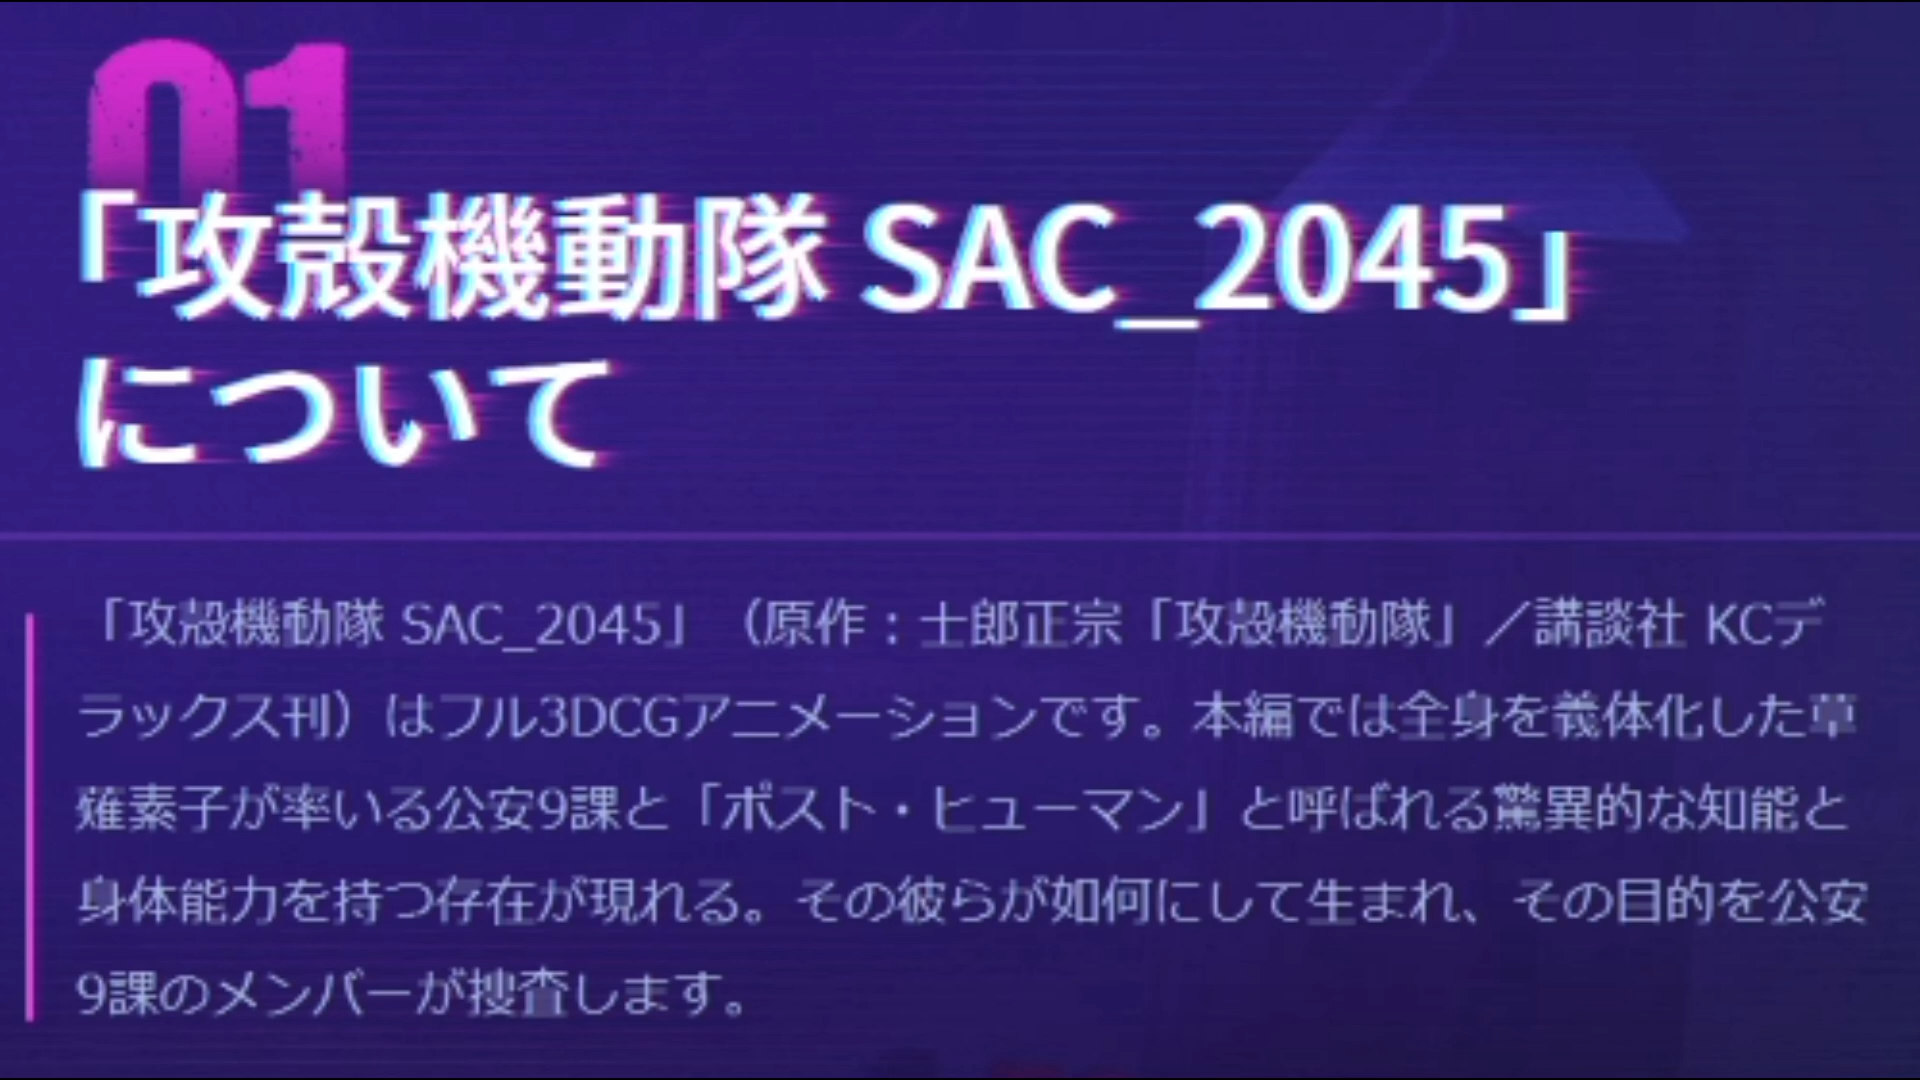 01
「攻殻機動隊 SAC_2045」
について
「攻殻機動隊 SAC_2045」（原作：士郎正宗「攻殻機動隊」／講談社 KCデ
ラックス刊）はフル3DCGアニメーションです。本編では全身を義体化した草
薙素子が率いる公安9課と「ポスト・ヒューマン」と呼ばれる驚異的な知能と
身体能力を持つ存在が現れる。その彼らが如何にして生まれ、その目的を公安
9課のメンバーが捜査します。